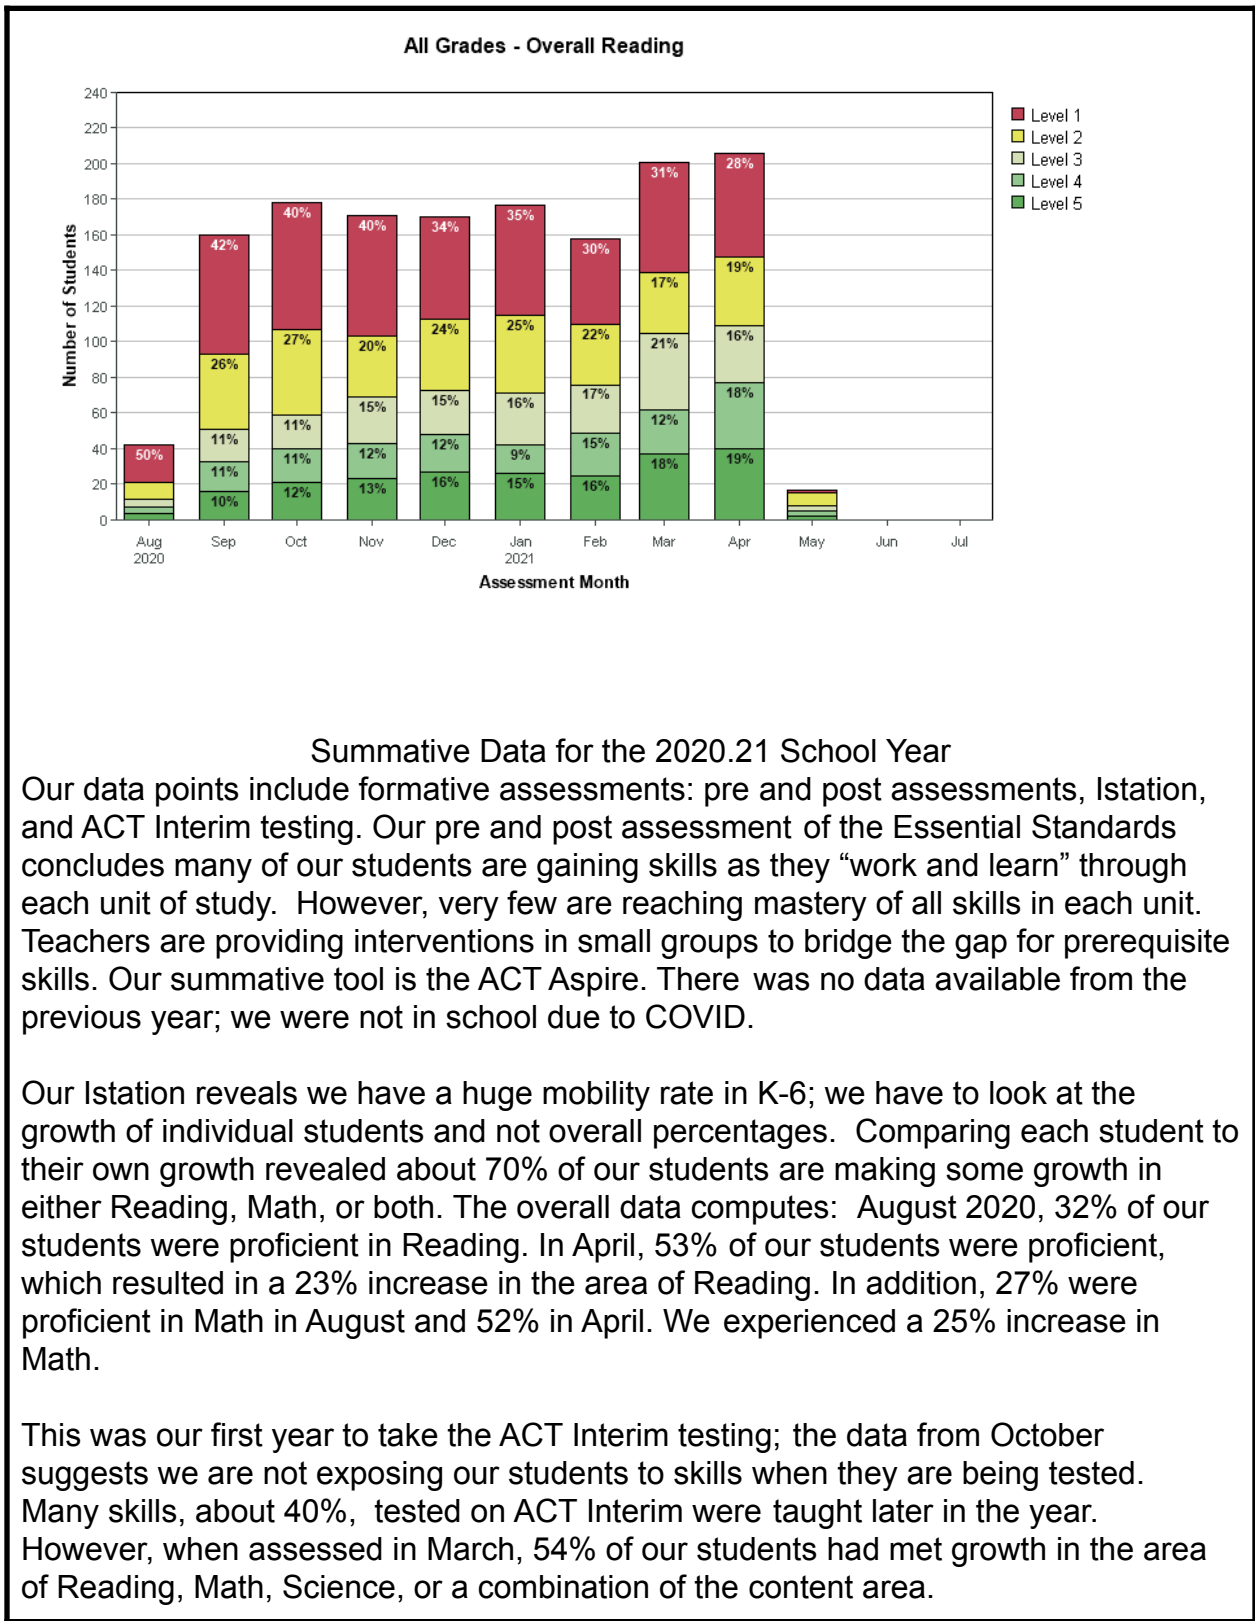 All Grades - Overall Reading
240
220
200
180
160
140
120
100
80
60
40
20
0
Number of Students
50%
42%
26%
11%
11%
10%
40%
27%
11%
11%
12%
40%
20%
15%
12%
13%
34%
24%
15%
12%
16%
35%
25%
16%
9%
15%
30%
22%
17%
15%
16%
31%
17%
21%
12%
18%
28%
19%
16%
18%
19%
Level 1
Level 2
Level 3
Level 4
Level 5
Aug Sep Oct Nov Dec Jan Feb Mar Apr May Jun Jul
2020 2021
Assessment Month
Summative Data for the 2020.21 School Year
Our data points include formative assessments: pre and post assessments, Istation,
and ACT Interim testing. Our pre and post assessment of the Essential Standards
concludes many of our students are gaining skills as they “work and learn” through
each unit of study. However, very few are reaching mastery of all skills in each unit.
Teachers are providing interventions in small groups to bridge the gap for prerequisite
skills. Our summative tool is the ACT Aspire. There was no data available from the
previous year; we were not in school due to COVID.
Our Istation reveals we have a huge mobility rate in K-6; we have to look at the
growth of individual students and not overall percentages. Comparing each student to
their own growth revealed about 70% of our students are making some growth in
either Reading, Math, or both. The overall data computes: August 2020, 32% of our
students were proficient in Reading. In April, 53% of our students were proficient,
which resulted in a 23% increase in the area of Reading. In addition, 27% were
proficient in Math in August and 52% in April. We experienced a 25% increase in
Math.
This was our first year to take the ACT Interim testing; the data from October
suggests we are not exposing our students to skills when they are being tested.
Many skills, about 40%, tested on ACT Interim were taught later in the year.
However, when assessed in March, 54% of our students had met growth in the area
of Reading, Math, Science, or a combination of the content area.